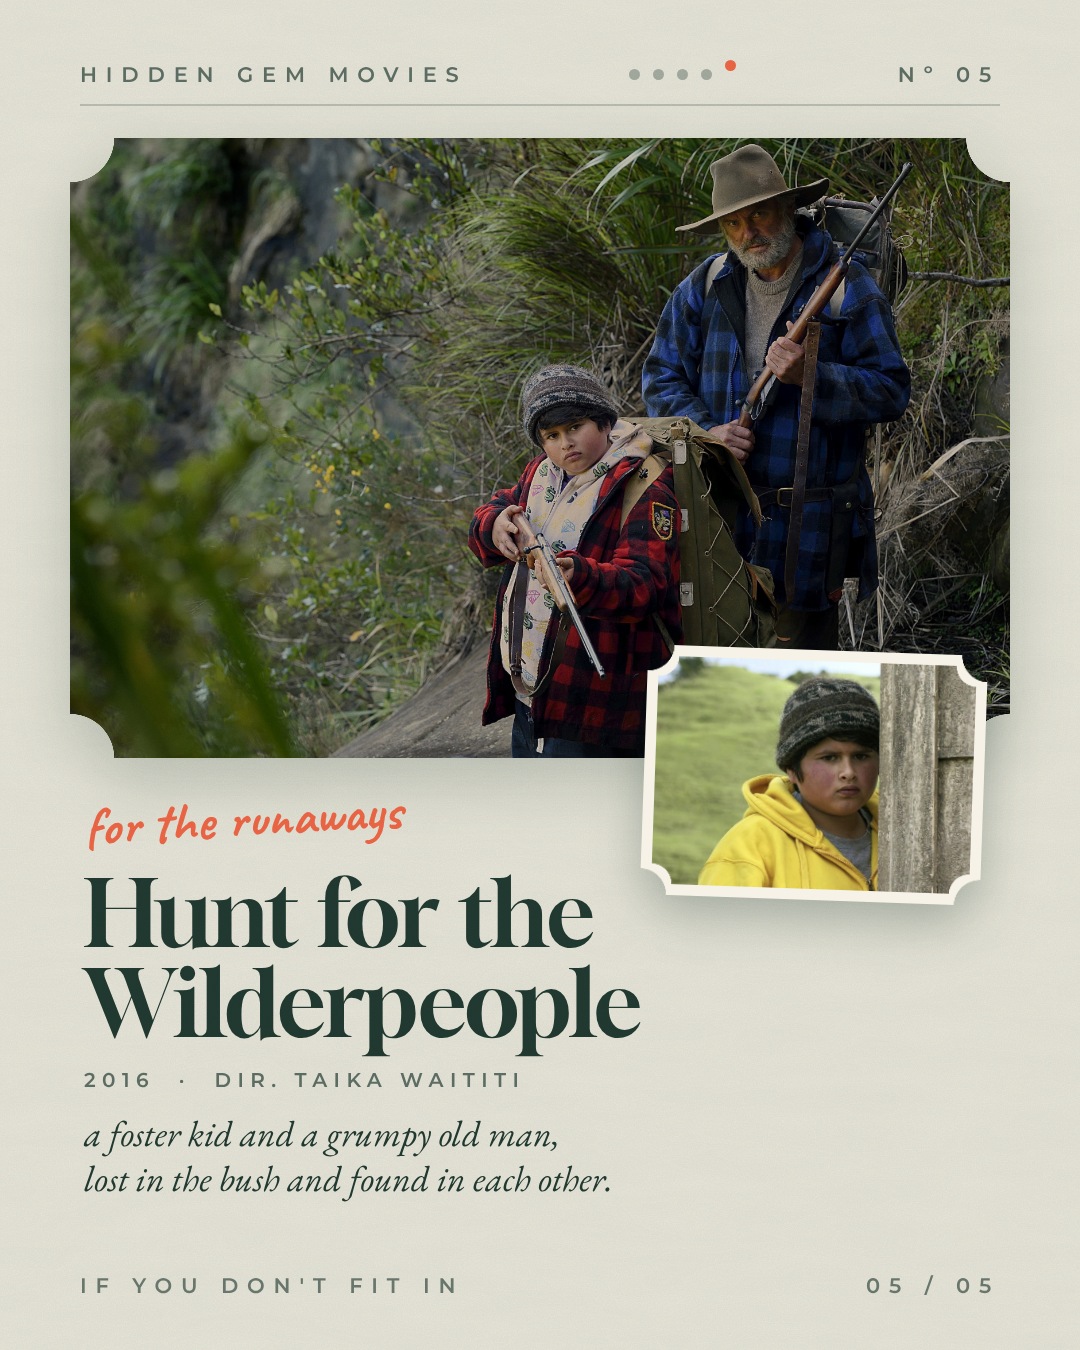 HIDDEN GEM MOVIES
Nº 05
for the runaways
Hunt for the
Wilderpeople
2016 · DIR. TAIKA WAITITI
a foster kid and a grumpy old man,
lost in the bush and found in each other.
IF YOU DON'T FIT IN
05 / 05